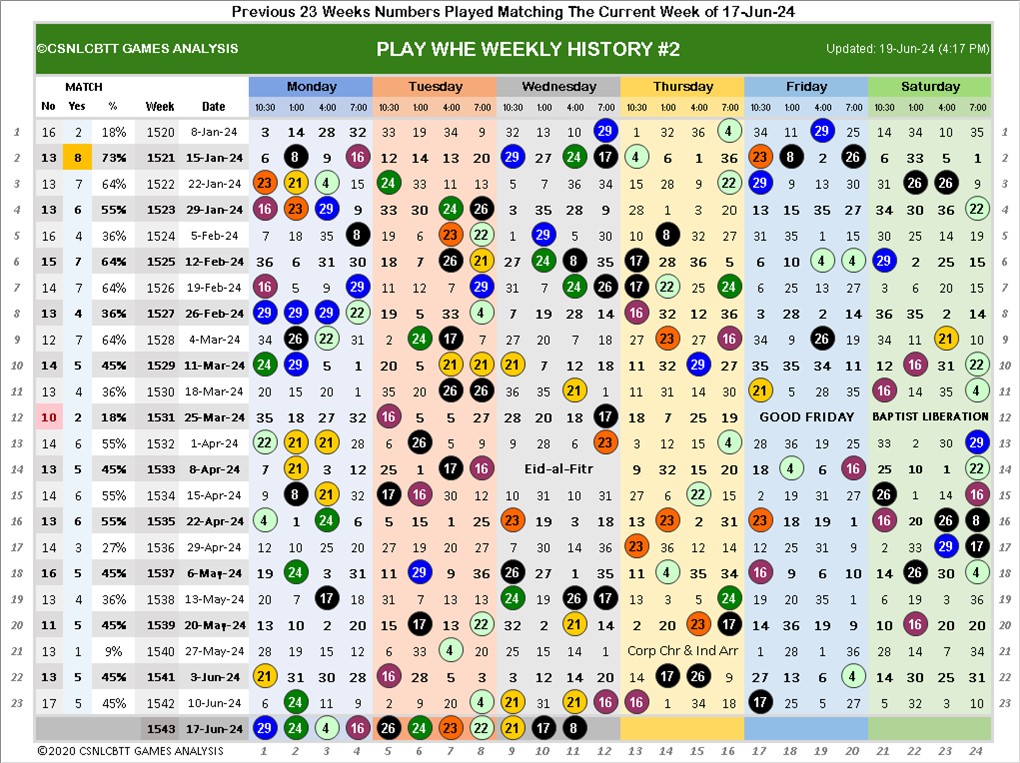 Previous 23 Weeks Numbers Played Matching The Current Week of 17-Jun-24
©CSNLCBTT GAMES ANALYSIS PLAY WHE WEEKLY HISTORY #2 Updated: 19-Jun-24 (4:17 PM)
MATCH Monday Tuesday Wednesday Thursday Friday Saturday
No Yes % Week Date 10:30 1:00 4:00 7:00 10:30 1:00 4:00 7:00 10:30 1:00 4:00 7:00 10:30 1:00 4:00 7:00 10:30 1:00 4:00 7:00 10:30 1:00 4:00 7:00
1 16 2 18% 1520 8-Jan-24 3 14 28 32 33 19 34 9 32 13 10 29 1 32 36 4 34 11 29 25 14 34 10 35 1
2 13 8 73% 1521 15-Jan-24 6 8 9 16 12 14 13 20 29 27 24 17 4 6 1 36 23 8 2 26 6 33 5 1 2
3 13 7 64% 1522 22-Jan-24 23 21 4 15 24 33 11 13 5 7 36 34 15 28 9 22 29 9 13 30 31 22 23 9 3
4 13 6 55% 1523 29-Jan-24 16 23 29 9 33 30 24 26 3 35 28 9 28 1 3 20 13 15 35 27 34 30 36 22 4
5 16 4 36% 1524 5-Feb-24 7 18 35 8 19 6 23 22 1 29 5 30 10 8 32 27 31 35 1 15 30 25 14 19 5
6 15 7 64% 1525 12-Feb-24 36 6 31 30 18 7 26 21 27 24 8 35 17 28 36 5 6 10 4 4 29 2 25 15 6
7 14 7 64% 1526 19-Feb-24 16 5 9 29 11 12 7 29 31 7 24 26 17 22 25 24 6 25 13 27 3 6 20 15 7
8 13 4 36% 1527 26-Feb-24 29 29 29 22 19 5 33 4 7 19 28 14 16 32 12 36 3 28 2 14 36 35 2 14 8
9 12 7 64% 1528 4-Mar-24 34 26 22 31 2 24 17 7 27 20 7 18 27 23 27 16 34 9 26 19 34 11 21 10 9
10 14 5 45% 1529 11-Mar-24 24 29 5 1 20 5 21 21 21 7 12 18 11 32 29 10 35 35 34 11 22 16 31 22 10
11 13 4 36% 1530 18-Mar-24 20 15 20 1 35 20 26 26 36 35 21 1 11 31 14 30 21 5 28 35 16 14 35 4 11
12 10 2 18% 1531 25-Mar-24 35 18 27 32 16 5 5 27 28 20 18 17 18 7 25 19 GOOD FRIDAY BAPTIST LIBERATION 12
13 14 6 55% 1532 1-Apr-24 22 21 21 28 6 26 5 9 9 28 6 23 3 12 15 4 28 36 19 25 33 2 30 29 13
14 13 5 45% 1533 8-Apr-24 7 21 3 12 25 1 17 16 Eid-al-Fitr 9 32 15 20 18 4 6 16 25 10 1 22 14
15 14 6 55% 1534 15-Apr-24 9 8 21 32 17 16 30 12 10 31 10 31 27 6 22 15 2 19 31 27 26 1 14 16 15
16 13 6 55% 1535 22-Apr-24 4 1 24 6 5 15 1 25 23 19 3 18 13 23 2 31 23 18 19 1 16 20 23 8 16
17 14 3 27% 1536 29-Apr-24 12 10 25 20 27 19 20 27 7 30 14 36 23 36 12 14 12 25 31 9 2 33 29 17 17
18 16 5 45% 1537 6-May-24 19 24 3 31 11 29 9 36 26 27 1 35 11 4 35 34 16 9 6 10 14 22 30 4 18
19 13 4 36% 1538 13-May-24 20 7 17 31 31 7 13 13 24 19 26 17 13 3 5 24 19 20 35 1 6 19 3 36 19
20 11 5 45% 1539 20-May-24 13 10 2 20 15 17 13 22 32 2 21 14 2 20 23 17 14 36 19 9 10 16 20 20 20
21 13 1 9% 1540 27-May-24 28 19 15 12 6 33 4 20 25 15 14 1 Corp Chr & Ind Arr 1 28 1 36 28 14 7 34 21
22 13 5 45% 1541 3-Jun-24 21 31 30 28 16 28 5 3 3 12 14 20 14 17 26 9 27 13 6 4 14 30 25 31 22
23 17 5 45% 1542 10-Jun-24 6 24 11 9 2 9 20 4 21 31 21 16 16 1 34 18 17 25 5 27 5 32 3 10 23
1543 17-Jun-24 29 24 4 16 26 24 23 22 21 17 8
©2020 CSNLCBTT GAMES ANALYSIS 1 2 3 4 5 6 7 8 9 10 11 12 13 14 15 16 17 18 19 20 21 22 23 24